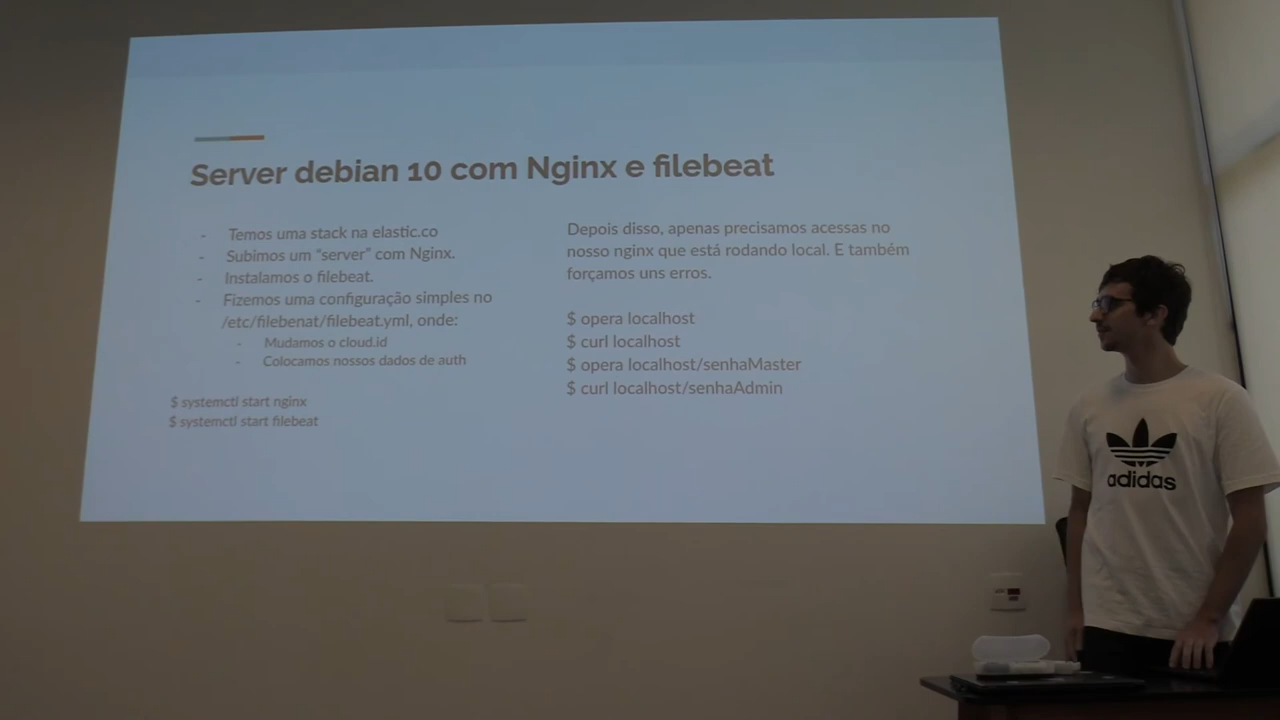 Server debian 10 com Nginx e filebeat
- Temos uma stack na elastic.co
- Subimos um “server” com Nginx.
- Instalamos o filebeat.
- Fizemos uma configuração simples no
/etc/filebenat/filebeat.yml, onde:
- Mudamos o cloud.id
- Colocamos nossos dados de auth
$ systemctl start nginx
$ systemctl start filebeat
Depois disso, apenas precisamos acessas no
nosso nginx que está rodando local. E também
forçamos uns erros.
$ opera localhost
$ curl localhost
$ opera localhost/senhaMaster
$ curl localhost/senhaAdmin
adidas